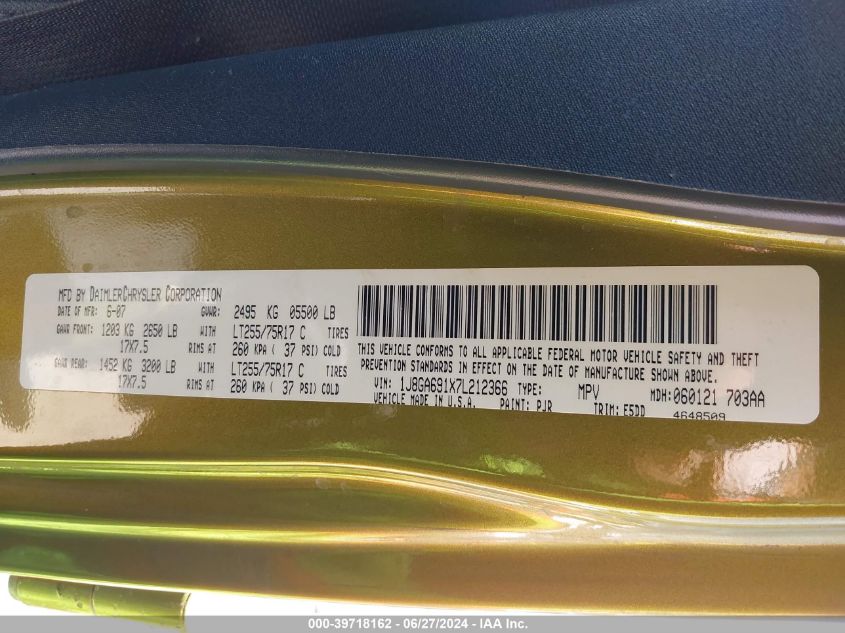 MFD BY DAIMLERCHRYSLER CORPORATION
DATE OF MFR: 6-07 GVWR: 2495 KG 05500 LB
GAWR FRONT: 1203 KG 2650 LB WITH LT255/75R17 C TIRES
17X7.5 RIMS AT 260 KPA ( 37 PSI) COLD
GAWR REAR: 1452 KG 3200 LB WITH LT255/75R17 C TIRES
17X7.5 RIMS AT 260 KPA ( 37 PSI) COLD
THIS VEHICLE CONFORMS TO ALL APPLICABLE FEDERAL MOTOR VEHICLE SAFETY AND THEFT
PREVENTION STANDARDS IN EFFECT ON THE DATE OF MANUFACTURE SHOWN ABOVE.
VIN: 1J8GA691X7L212366 TYPE: MPV MDH: 060121 703AA
VEHICLE MADE IN U.S.A. PAINT: PJR TRIM: E5DD 4648509
000-39718162 - 06/27/2024 - IAA Inc.